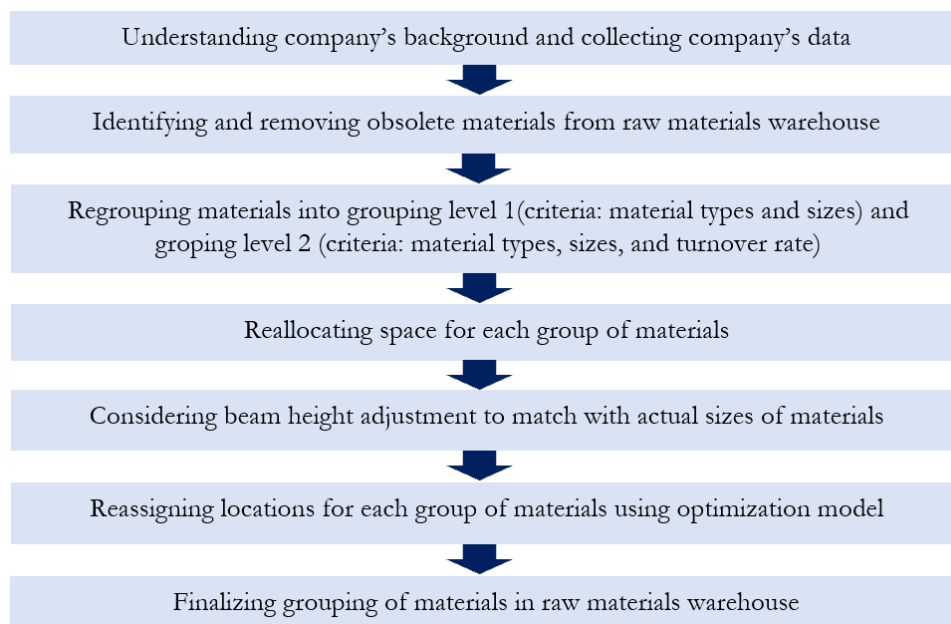 Understanding company’s background and collecting company’s data
Identifying and removing obsolete materials from raw materials warehouse
Regrouping materials into grouping level 1(criteria: material types and sizes) and
groping level 2 (criteria: material types, sizes, and turnover rate)
Reallocating space for each group of materials
Considering beam height adjustment to match with actual sizes of materials
Reassigning locations for each group of materials using optimization model
Finalizing grouping of materials in raw materials warehouse